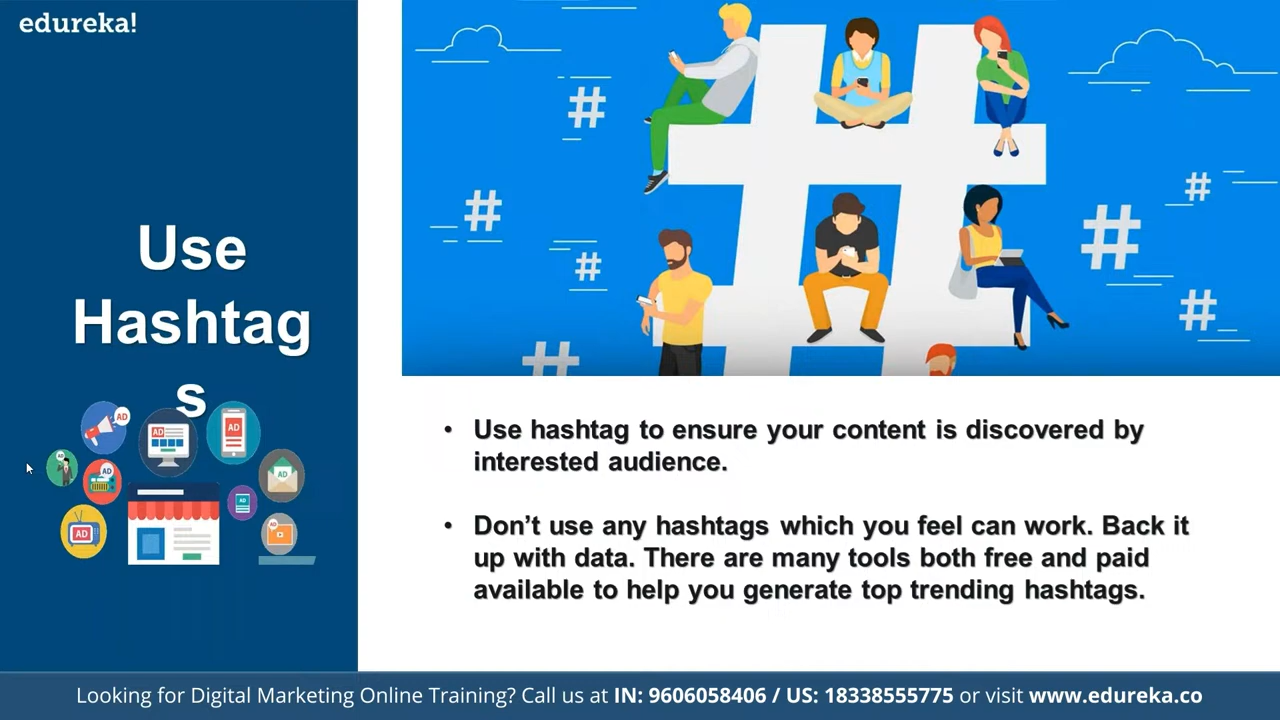 edureka!
Use
Hashtag
s
AD
AD
AD
AD
AD
AD
AD
AD
AD
• Use hashtag to ensure your content is discovered by
interested audience.
• Don’t use any hashtags which you feel can work. Back it
up with data. There are many tools both free and paid
available to help you generate top trending hashtags.
Looking for Digital Marketing Online Training? Call us at IN: 9606058406 / US: 18338555775 or visit www.edureka.co